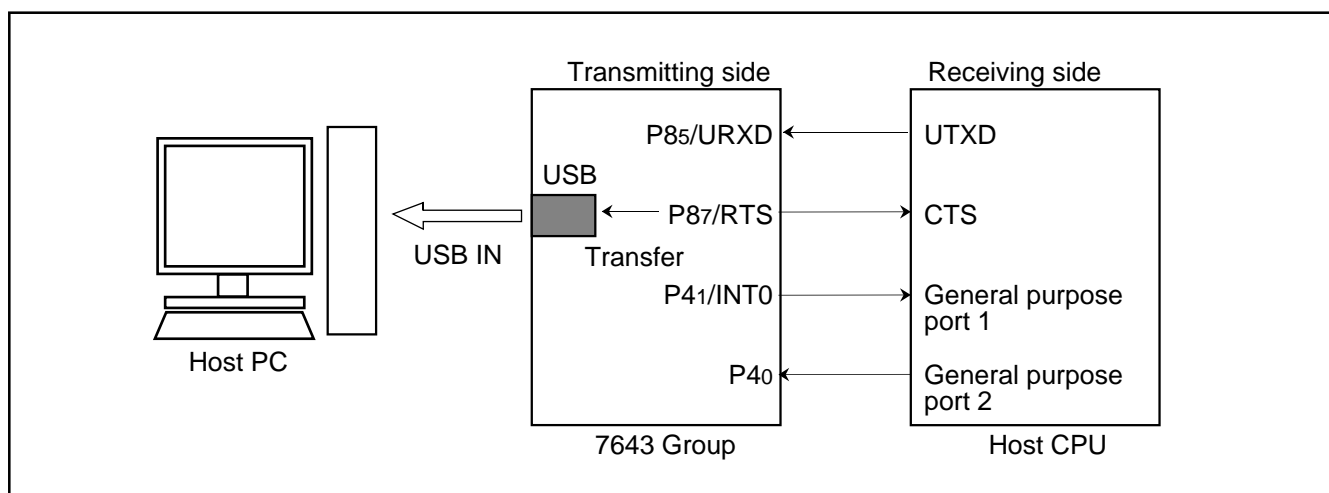 Transmitting side
Receiving side
P85/URXD
UTXD
USB
P87/RTS
CTS
USB IN
Transfer
P41/INT0
General purpose
port 1
Host PC
P40
General purpose
port 2
7643 Group
Host CPU